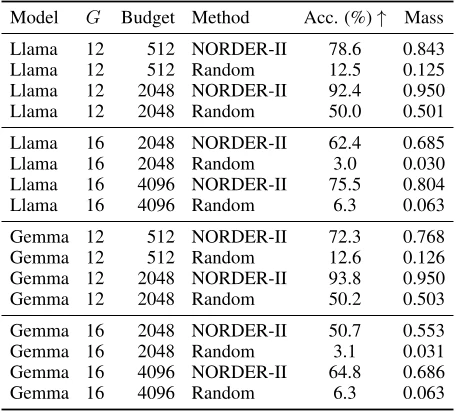 Model G Budget Method Acc. (%) ↑ Mass
Llama 12 512 NORDER-II 78.6 0.843
Llama 12 512 Random 12.5 0.125
Llama 12 2048 NORDER-II 92.4 0.950
Llama 12 2048 Random 50.0 0.501
Llama 16 2048 NORDER-II 62.4 0.685
Llama 16 2048 Random 3.0 0.030
Llama 16 4096 NORDER-II 75.5 0.804
Llama 16 4096 Random 6.3 0.063
Gemma 12 512 NORDER-II 72.3 0.768
Gemma 12 512 Random 12.6 0.126
Gemma 12 2048 NORDER-II 93.8 0.950
Gemma 12 2048 Random 50.2 0.503
Gemma 16 2048 NORDER-II 50.7 0.553
Gemma 16 2048 Random 3.1 0.031
Gemma 16 4096 NORDER-II 64.8 0.686
Gemma 16 4096 Random 6.3 0.063